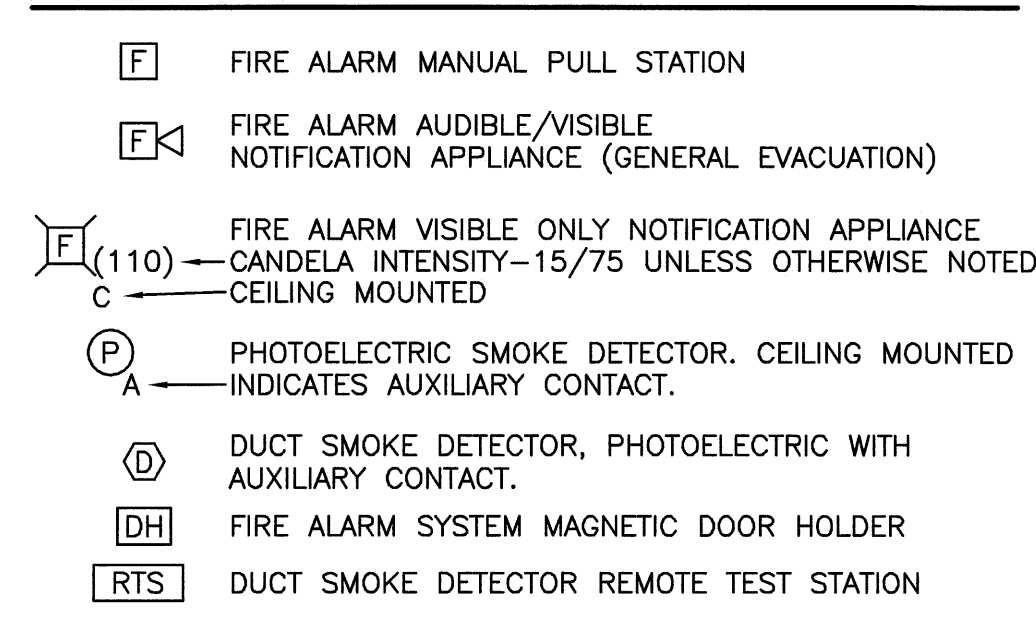 F FIRE ALARM MANUAL PULL STATION
F FIRE ALARM AUDIBLE/VISIBLE
NOTIFICATION APPLIANCE (GENERAL EVACUATION)
F FIRE ALARM VISIBLE ONLY NOTIFICATION APPLIANCE
(110) CANDELA INTENSITY-15/75 UNLESS OTHERWISE NOTED
C CEILING MOUNTED
P PHOTOELECTRIC SMOKE DETECTOR. CEILING MOUNTED
A INDICATES AUXILIARY CONTACT.
D DUCT SMOKE DETECTOR, PHOTOELECTRIC WITH
AUXILIARY CONTACT.
DH FIRE ALARM SYSTEM MAGNETIC DOOR HOLDER
RTS DUCT SMOKE DETECTOR REMOTE TEST STATION